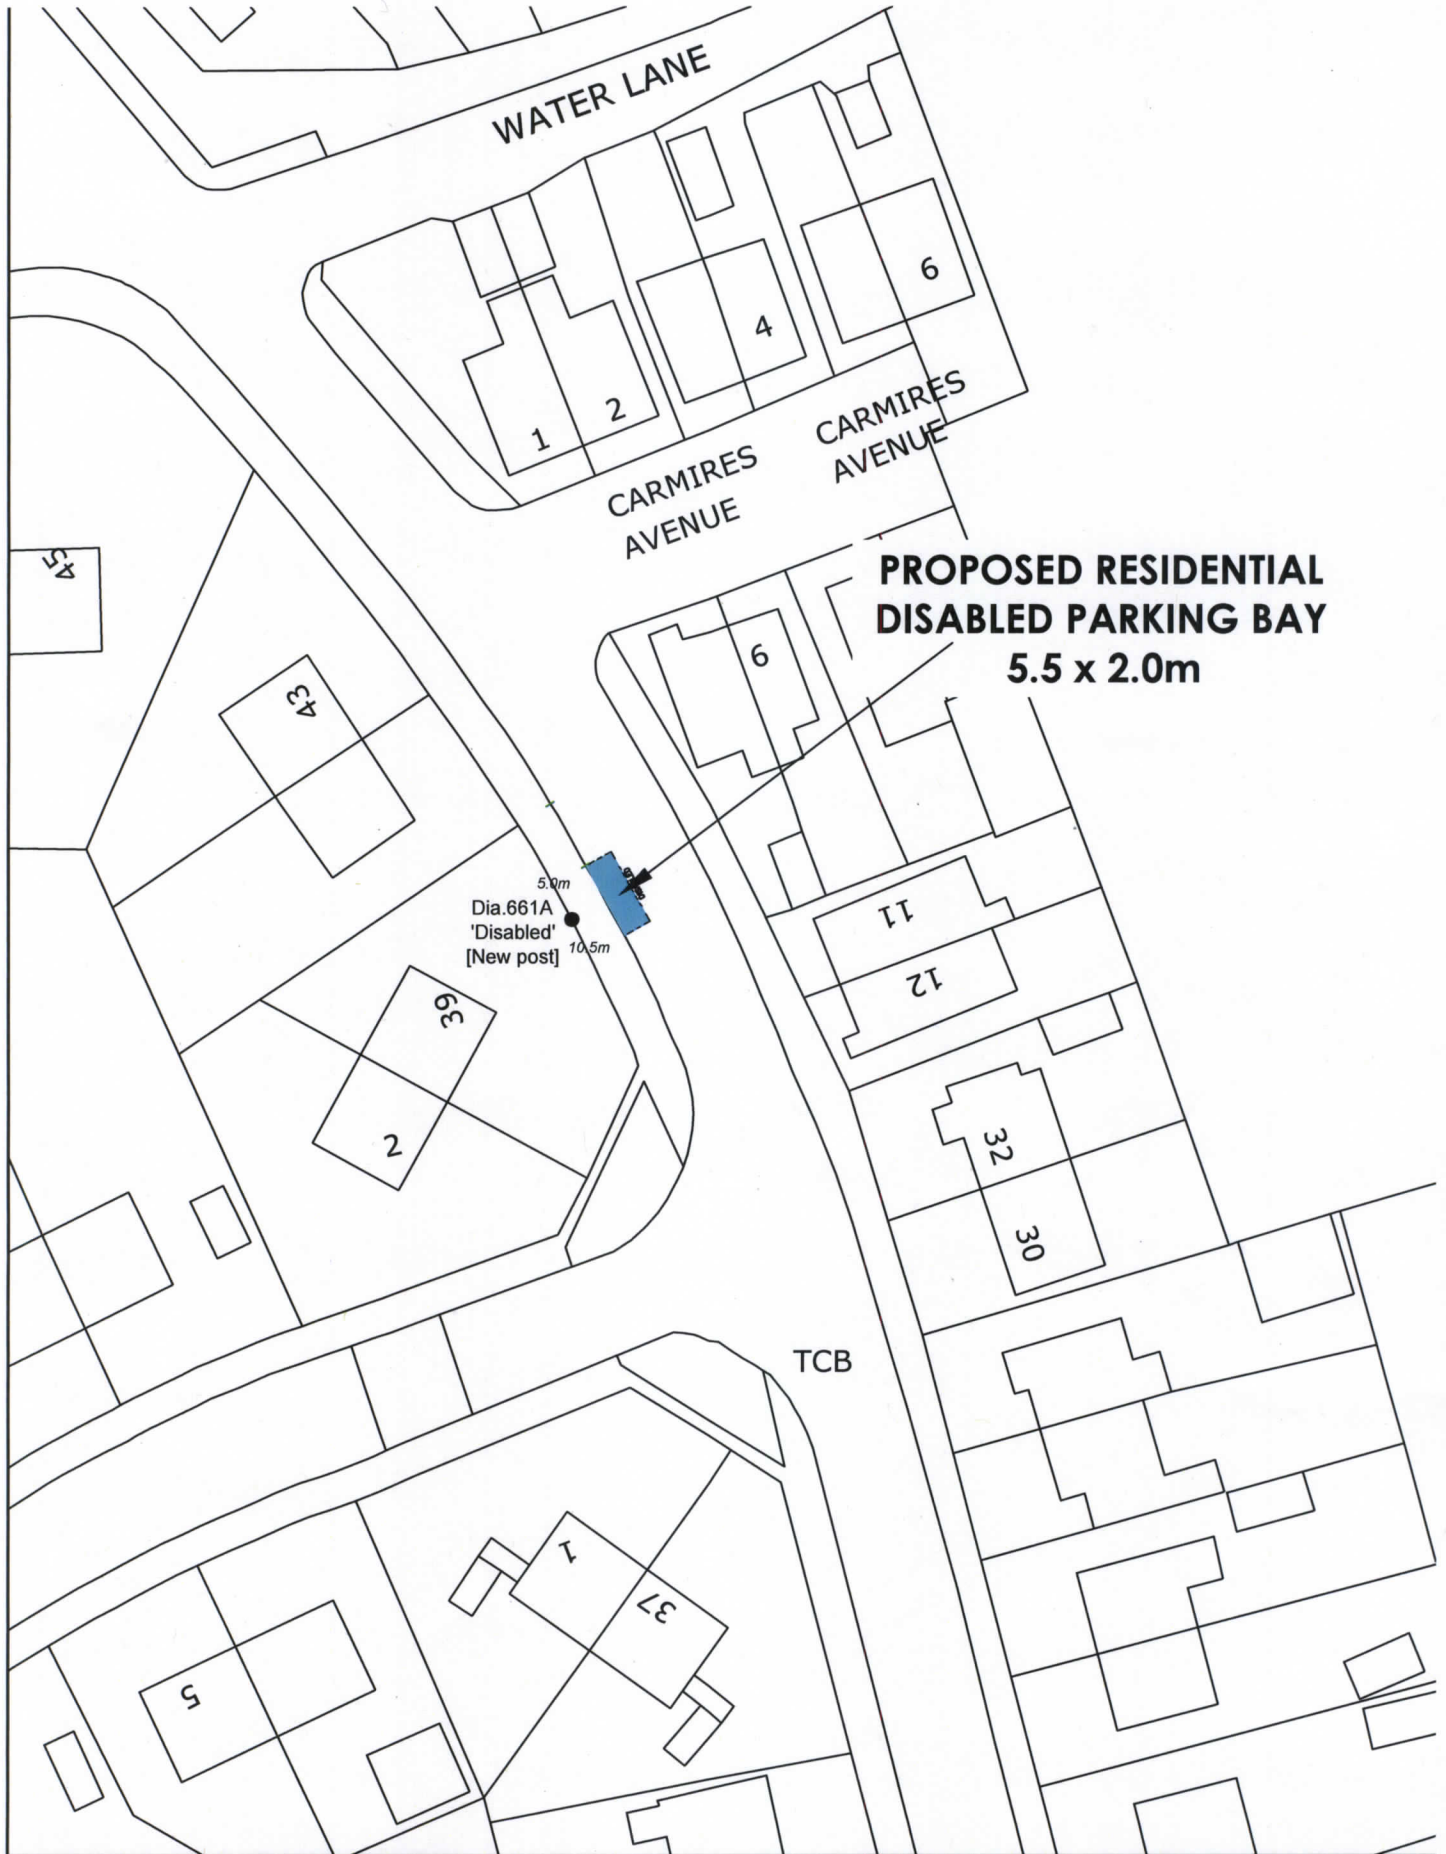 WATER LANE
6
4
2
1
CARMIRES
AVENUE
CARMIRES
AVENUE
45
PROPOSED RESIDENTIAL
DISABLED PARKING BAY
5.5 x 2.0m
6
43
5.0m
Dia.661A
'Disabled'
[New post]
10.5m
11
12
39
2
32
30
TCB
1
37
5